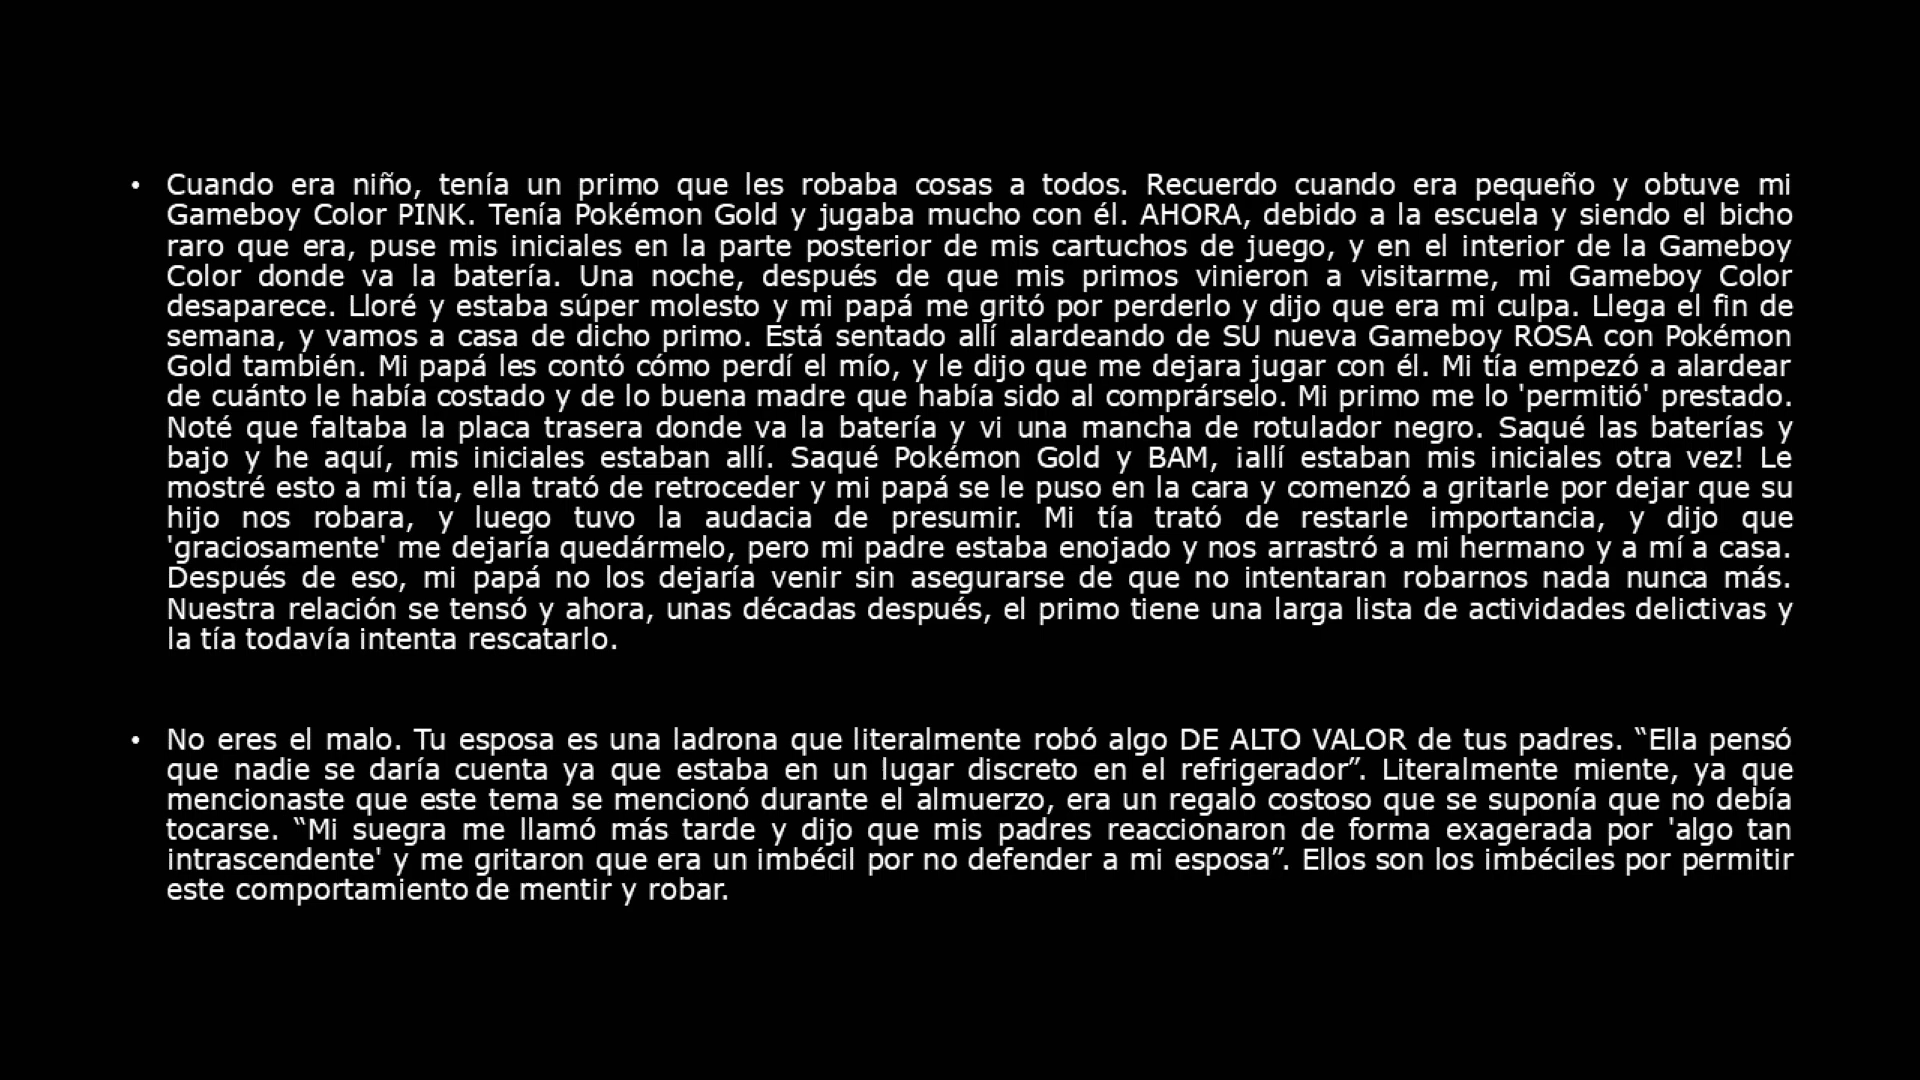 • Cuando era niño, tenía un primo que les robaba cosas a todos. Recuerdo cuando era pequeño y obtuve mi
Gameboy Color PINK. Tenía Pokémon Gold y jugaba mucho con él. AHORA, debido a la escuela y siendo el bicho
raro que era, puse mis iniciales en la parte posterior de mis cartuchos de juego, y en el interior de la Gameboy
Color donde va la batería. Una noche, después de que mis primos vinieron a visitarme, mi Gameboy Color
desaparece. Lloré y estaba súper molesto y mi papá me gritó por perderlo y dijo que era mi culpa. Llega el fin de
semana, y vamos a casa de dicho primo. Está sentado allí alardeando de SU nueva Gameboy ROSA con Pokémon
Gold también. Mi papá les contó cómo perdí el mío, y le dijo que me dejara jugar con él. Mi tía empezó a alardear
de cuánto le había costado y de lo buena madre que había sido al comprárselo. Mi primo me lo 'permitió' prestado.
Noté que faltaba la placa trasera donde va la batería y vi una mancha de rotulador negro. Saqué las baterías y
bajo y he aquí, mis iniciales estaban allí. Saqué Pokémon Gold y BAM, ¡allí estaban mis iniciales otra vez! Le
mostré esto a mi tía, ella trató de retroceder y mi papá se le puso en la cara y comenzó a gritarle por dejar que su
hijo nos robara, y luego tuvo la audacia de presumir. Mi tía trató de restarle importancia, y dijo que
'graciosamente' me dejaría quedármelo, pero mi padre estaba enojado y nos arrastró a mi hermano y a mí a casa.
Después de eso, mi papá no los dejaría venir sin asegurarse de que no intentaran robarnos nada nunca más.
Nuestra relación se tensó y ahora, unas décadas después, el primo tiene una larga lista de actividades delictivas y
la tía todavía intenta rescatarlo.
• No eres el malo. Tu esposa es una ladrona que literalmente robó algo DE ALTO VALOR de tus padres. “Ella pensó
que nadie se daría cuenta ya que estaba en un lugar discreto en el refrigerador”. Literalmente miente, ya que
mencionaste que este tema se mencionó durante el almuerzo, era un regalo costoso que se suponía que no debía
tocarse. “Mi suegra me llamó más tarde y dijo que mis padres reaccionaron de forma exagerada por 'algo tan
intrascendente' y me gritaron que era un imbécil por no defender a mi esposa”. Ellos son los imbéciles por permitir
este comportamiento de mentir y robar.